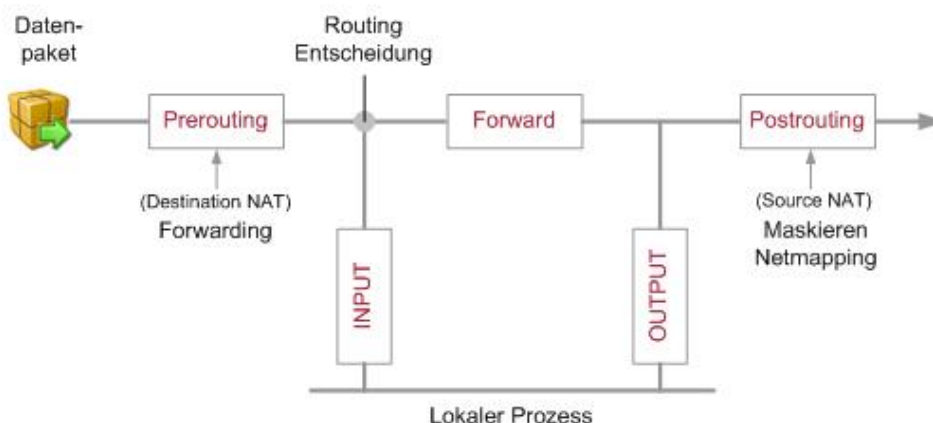 Daten-
paket
Routing
Entscheidung
Prerouting
Forward
Postrouting
(Destination NAT)
Forwarding
(Source NAT)
Maskieren
Netmapping
INPUT
OUTPUT
Lokaler Prozess